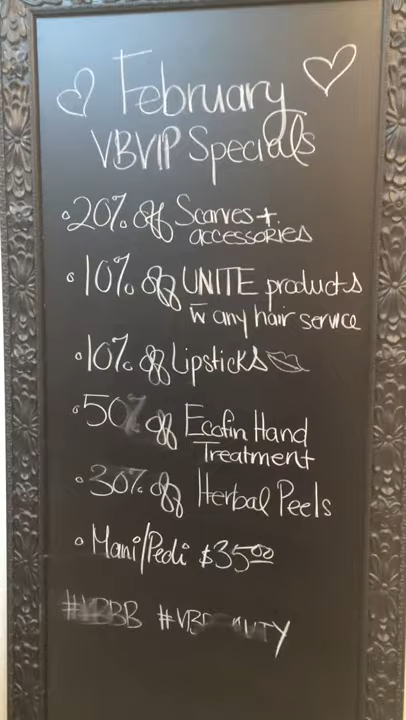 February
VBVIP Specials
• 20% off Scarves +
accessories
• 10% off UNITE products
w any hair service
• 10% off Lipsticks
• 50% off Ecofin Hand
Treatment
• 30% off Herbal Peels
• Mani/Pedi $35.00